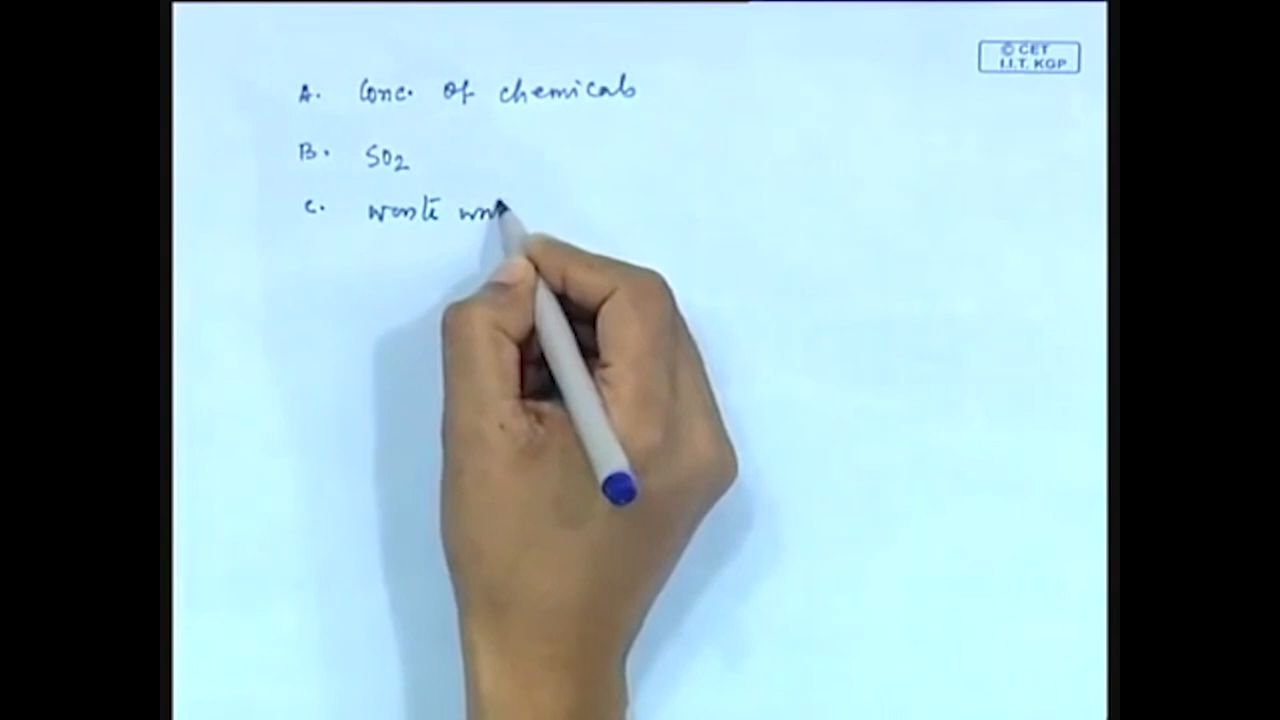 © CET
I.I.T. KGP
A. Conc. of chemicals
B. SO2
C. waste